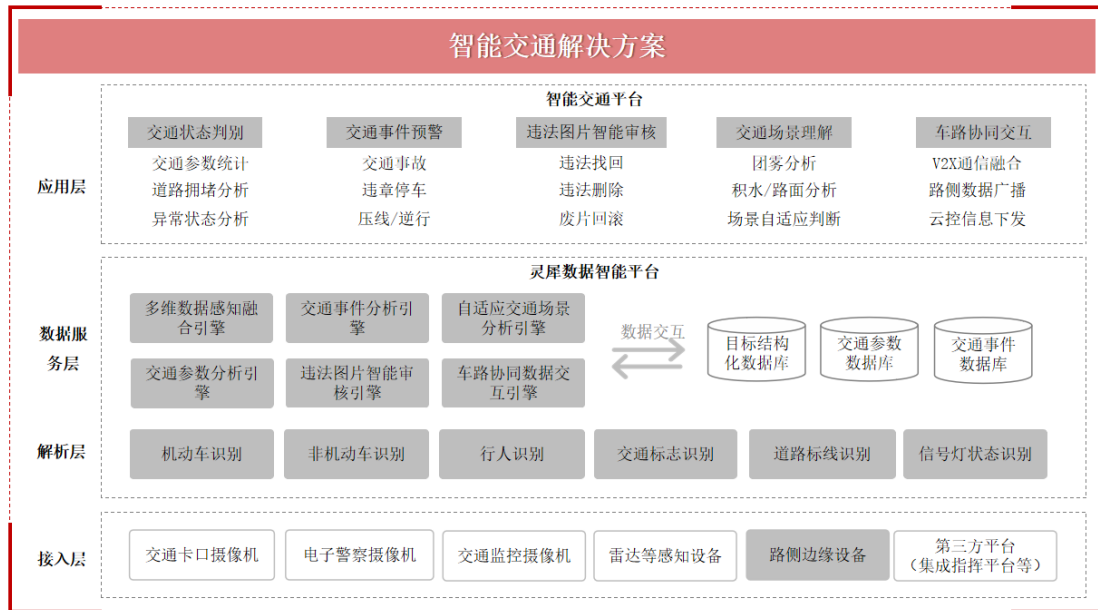 智能交通解决方案
智能交通平台
应用层
交通状态判别
交通参数统计
道路拥堵分析
异常状态分析
交通事件预警
交通事故
违章停车
压线/逆行
违法图片智能审核
违法找回
违法删除
废片回滚
交通场景理解
团雾分析
积水/路面分析
场景自适应判断
车路协同交互
V2X通信融合
路侧数据广播
云控信息下发
灵犀数据智能平台
数据服
务层
多维数据感知融
合引擎
交通事件分析引
擎
自适应交通场景
分析引擎
交通参数分析引
擎
违法图片智能审
核引擎
车路协同数据交
互引擎
数据交互
目标结构
化数据库
交通参数
数据库
交通事件
数据库
解析层
机动车识别
非机动车识别
行人识别
交通标志识别
道路标线识别
信号灯状态识别
接入层
交通卡口摄像机
电子警察摄像机
交通监控摄像机
雷达等感知设备
路侧边缘设备
第三方平台
（集成指挥平台等）